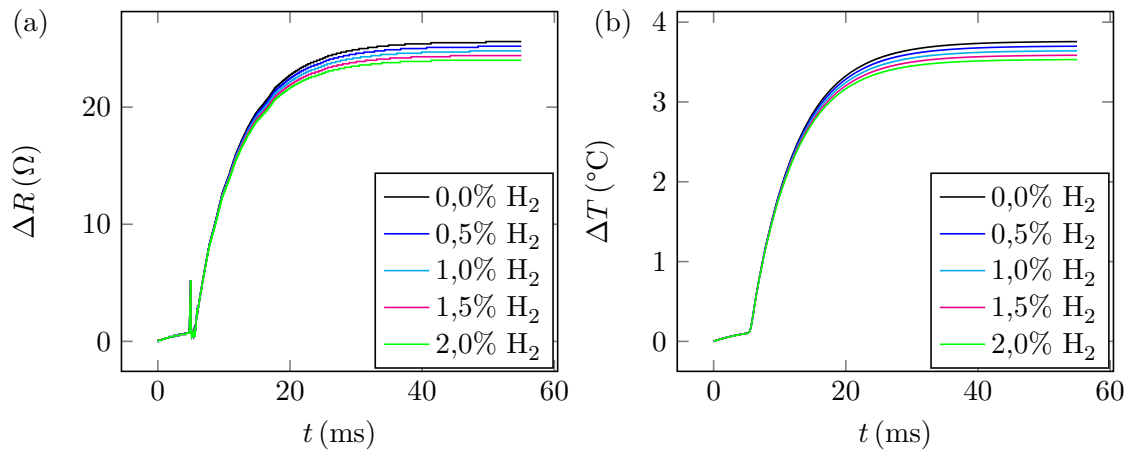 (a)
20
10
0
0
20
40
60
ΔR (Ω)
t (ms)
0,0% H₂
0,5% H₂
1,0% H₂
1,5% H₂
2,0% H₂
(b)
4
3
2
1
0
0
20
40
60
ΔT (°C)
t (ms)
0,0% H₂
0,5% H₂
1,0% H₂
1,5% H₂
2,0% H₂